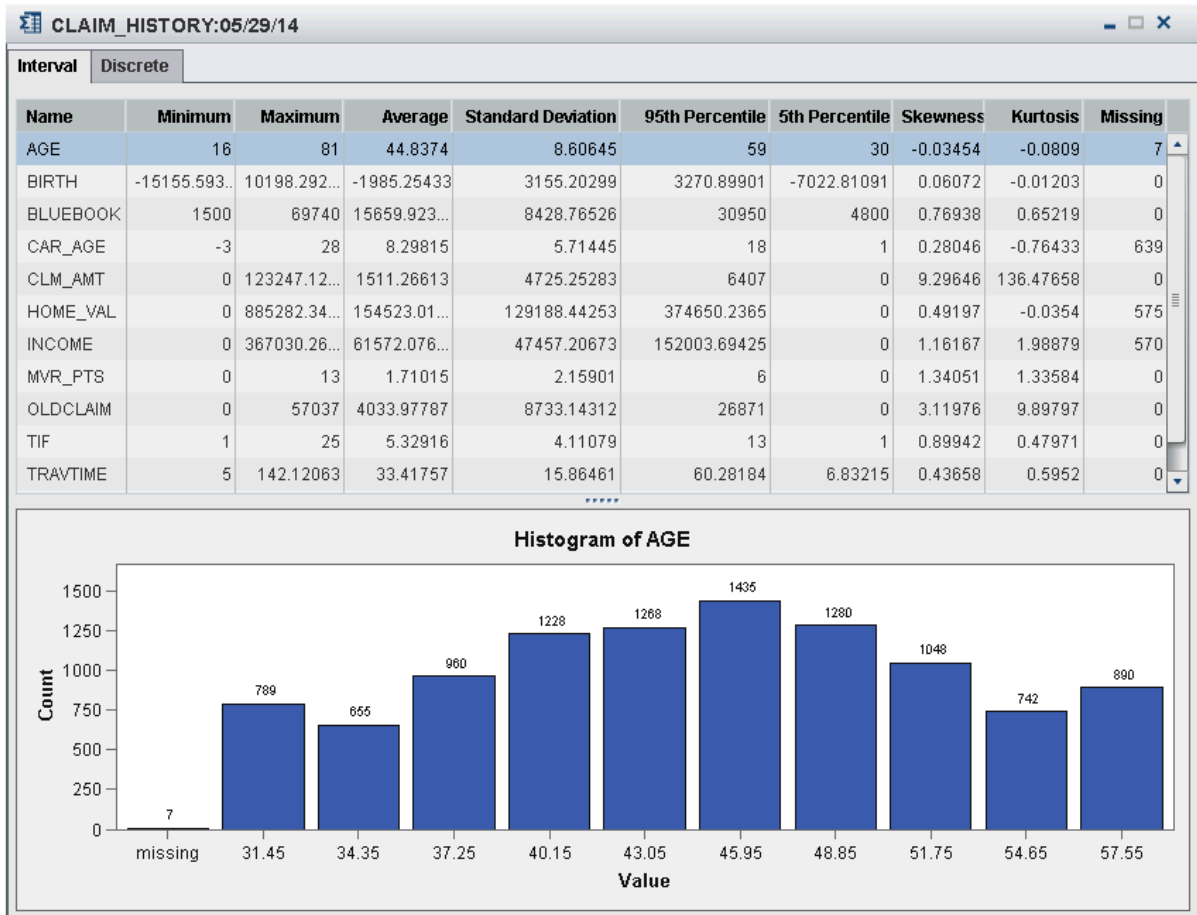 CLAIM_HISTORY:05/29/14
Interval Discrete
Name Minimum Maximum Average Standard Deviation 95th Percentile 5th Percentile Skewness Kurtosis Missing
AGE 16 81 44.8374 8.60645 59 30 -0.03454 -0.0809 7
BIRTH -15155.593... 10198.292... -1985.25433 3155.20299 3270.89901 -7022.81091 0.06072 -0.01203 0
BLUEBOOK 1500 69740 15659.923... 8428.76526 30950 4800 0.76938 0.65219 0
CAR_AGE -3 28 8.29815 5.71445 18 1 0.28046 -0.76433 639
CLM_AMT 0 123247.12... 1511.26613 4725.25283 6407 0 9.29646 136.47658 0
HOME_VAL 0 885282.34... 154523.01... 129188.44253 374650.2365 0 0.49197 -0.0354 575
INCOME 0 367030.26... 61572.076... 47457.20673 152003.69425 0 1.16167 1.98879 570
MVR_PTS 0 13 1.71015 2.15901 6 0 1.34051 1.33584 0
OLDCLAIM 0 57037 4033.97787 8733.14312 26871 0 3.11976 9.89797 0
TIF 1 25 5.32916 4.11079 13 1 0.89942 0.47971 0
TRAVTIME 5 142.12063 33.41757 15.86461 60.28184 6.83215 0.43658 0.5952 0
Histogram of AGE
Count
1500
1250
1000
750
500
250
0
7 789 655 960 1228 1268 1435 1280 1048 742 890
missing 31.45 34.35 37.25 40.15 43.05 45.95 48.85 51.75 54.65 57.55
Value